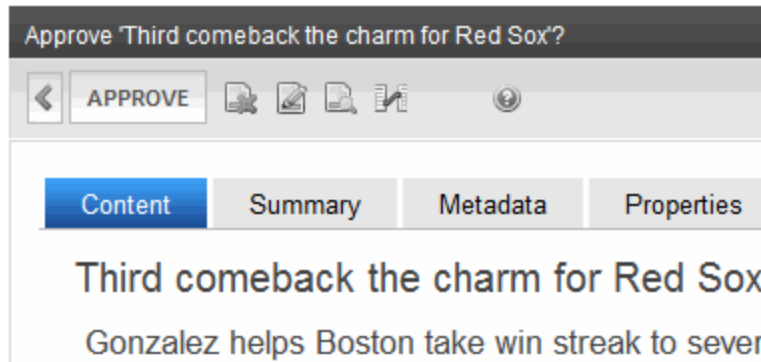 Approve 'Third comeback the charm for Red Sox'?
APPROVE
Content Summary Metadata Properties
Third comeback the charm for Red Sox
Gonzalez helps Boston take win streak to seven